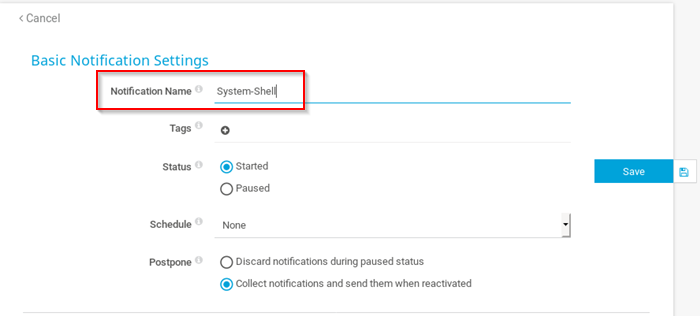 < Cancel
Basic Notification Settings
Notification Name i System-Shell
Tags i
Status i Started
Paused
Save
Schedule i None
Postpone i Discard notifications during paused status
Collect notifications and send them when reactivated